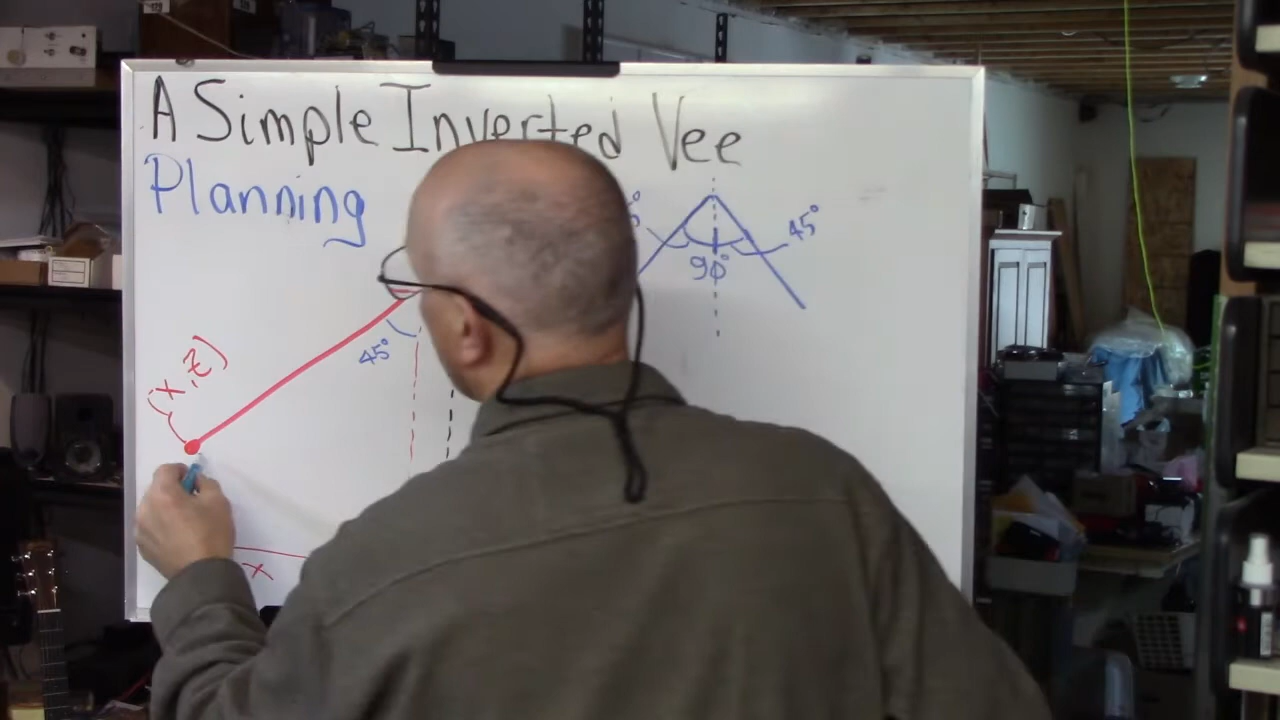 A Simple Inverted Vee
Planning
45°
90°
45°
(x, z)
x